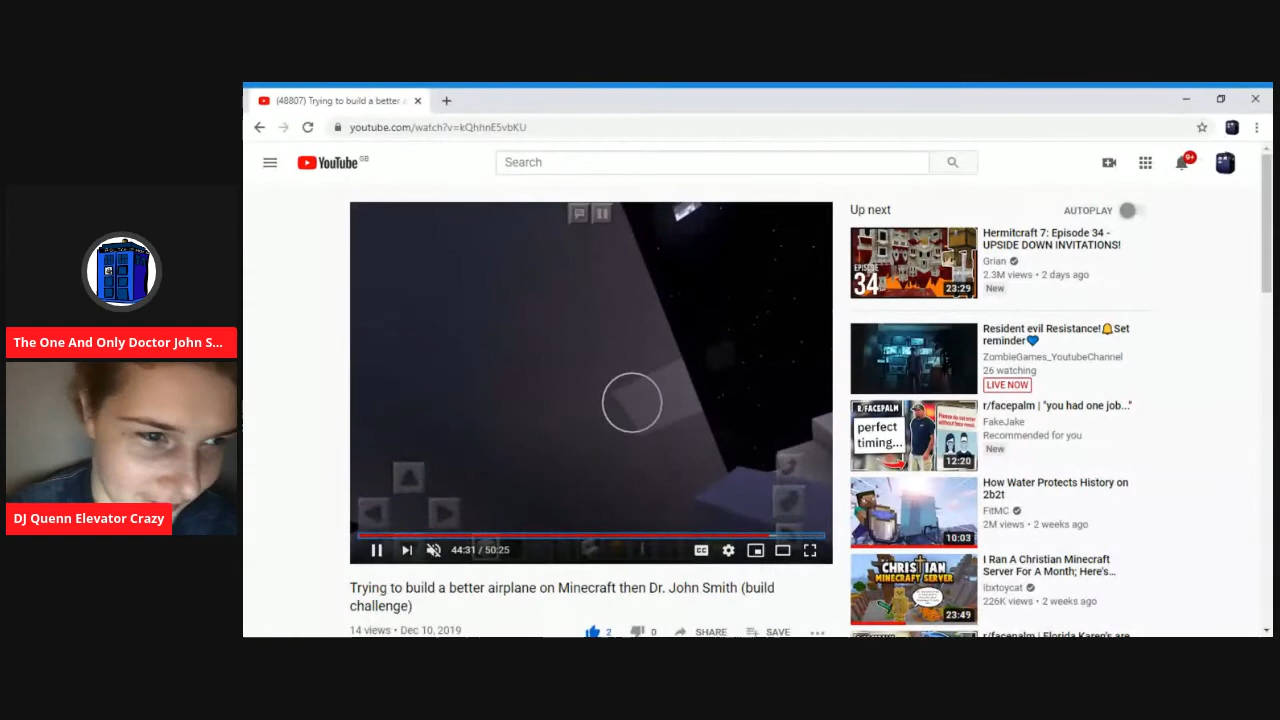 (48807) Trying to build a better a
youtube.com/watch?v=kQhhnE5vbKU
YouTube GB
Search
9+
The One And Only Doctor John S...
DJ Quenn Elevator Crazy
44:31 / 50:25
CC
Trying to build a better airplane on Minecraft then Dr. John Smith (build
challenge)
14 views • Dec 10, 2019
2
0
SHARE
SAVE
Up next
AUTOPLAY
EPISODE
34
23:29
Hermitcraft 7: Episode 34 -
UPSIDE DOWN INVITATIONS!
Grian
2.3M views • 2 days ago
New
Resident evil Resistance!🔔Set
reminder💙
ZombieGames_YoutubeChannel
26 watching
LIVE NOW
R/FACEPALM
perfect
timing...
12:20
r/facepalm | "you had one job..."
FakeJake
Recommended for you
New
10:03
How Water Protects History on
2b2t
FitMC
2M views • 2 weeks ago
CHRISTIAN
MINECRAFT SERVER
23:49
I Ran A Christian Minecraft
Server For A Month; Here's...
ibxtoycat
226K views • 2 weeks ago
r/facepalm | Florida Karen's are